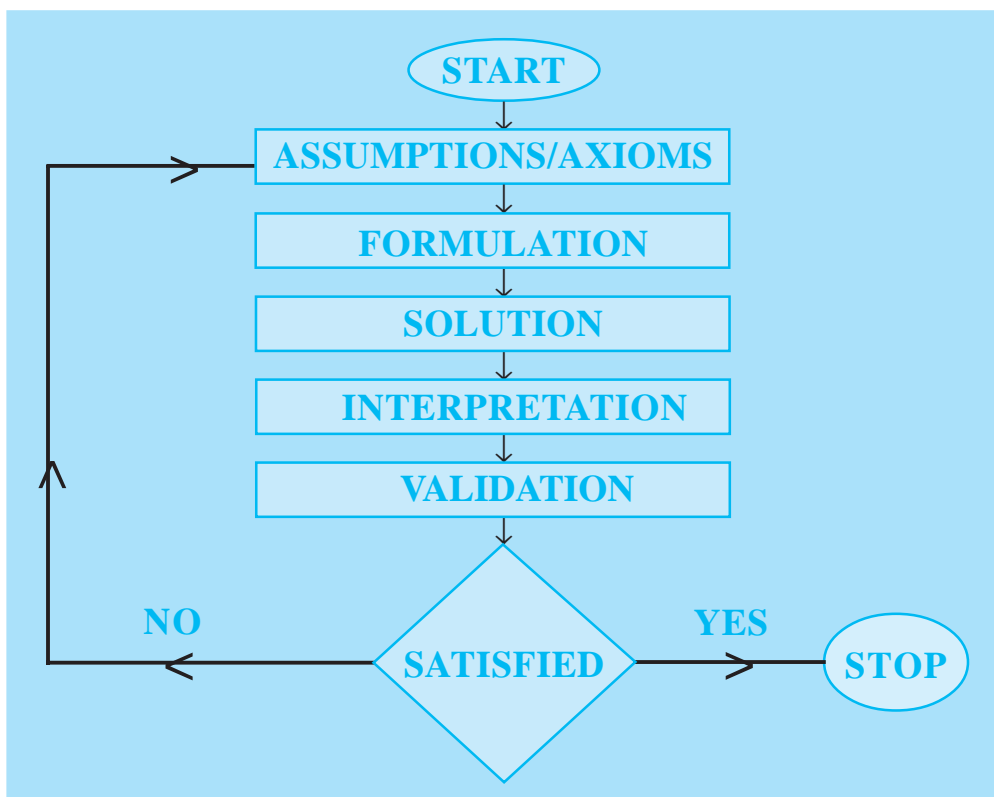 START
ASSUMPTIONS/AXIOMS
FORMULATION
SOLUTION
INTERPRETATION
VALIDATION
NO
YES
SATISFIED
STOP